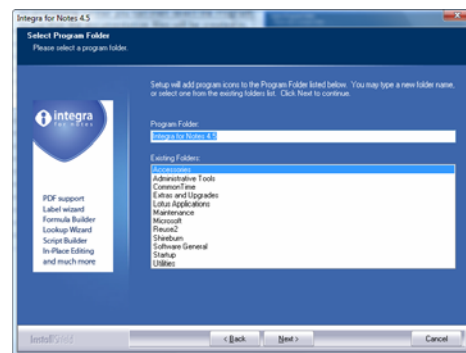 Integra for Notes 4.5
Select Program Folder
Please select a program folder.
Setup will add program icons to the Program Folder listed below. You may type a new folder name,
or select one from the existing folders list. Click Next to continue.
integra
for notes
Program Folder:
Integra for Notes 4.5
Existing Folders:
Accessories
Administrative Tools
CommonTime
Extras and Upgrades
Lotus Applications
Maintenance
Microsoft
Reuse2
Shireburn
Software General
Startup
Utilities
PDF support
Label wizard
Formula Builder
Lookup Wizard
Script Builder
In-Place Editing
and much more
InstallShield
< Back
Next >
Cancel